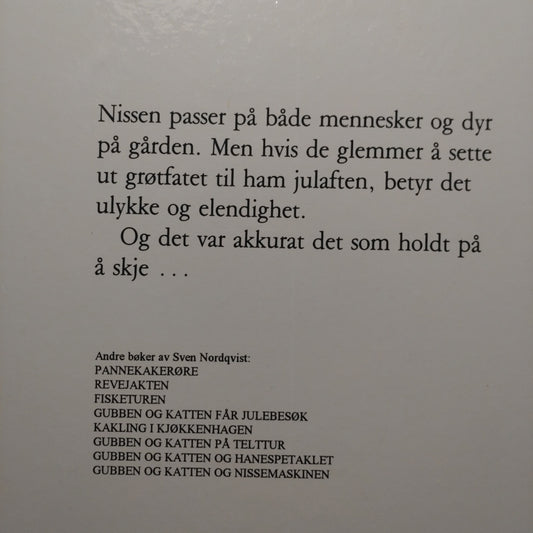 Nissen passer på både mennesker og dyr
på gården. Men hvis de glemmer å sette
ut grøtfatet til ham julaften, betyr det
ulykke og elendighet.
Og det var akkurat det som holdt på
å skje ...
Andre bøker av Sven Nordqvist:
PANNEKAKERØRE
REVEJAKTEN
FISKETUREN
GUBBEN OG KATTEN FÅR JULEBESØK
KAKLING I KJØKKENHAGEN
GUBBEN OG KATTEN PÅ TELTTUR
GUBBEN OG KATTEN OG HANESPETAKLET
GUBBEN OG KATTEN OG NISSEMASKINEN